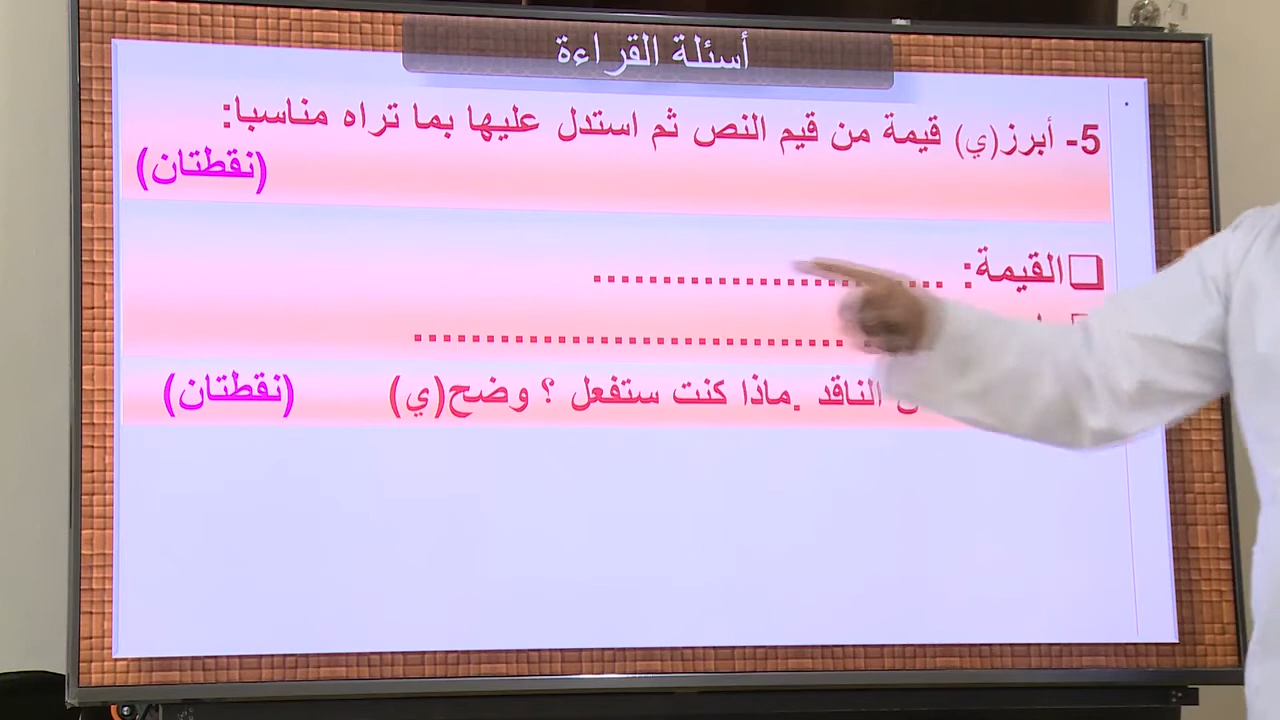 أسئلة القراءة
5- أبرز(ي) قيمة من قيم النص ثم استدل عليها بما تراه مناسبا:
(نقطتان)
❑القيمة: ........................
................................
الناقد .ماذا كنت ستفعل ؟ وضح(ي) (نقطتان)